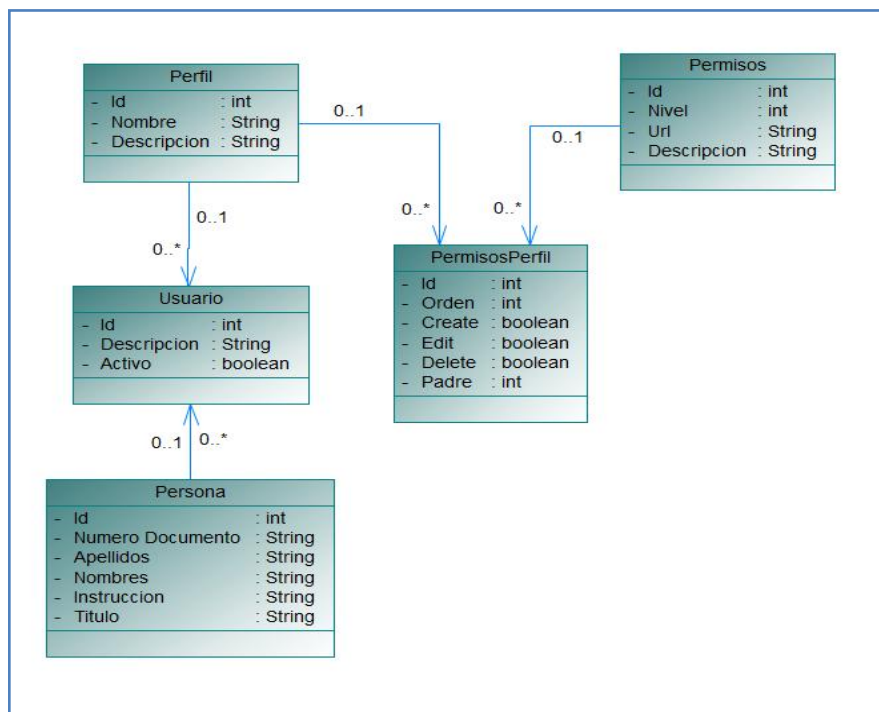 Perfil
- Id : int
- Nombre : String
- Descripcion : String
Permisos
- Id : int
- Nivel : int
- Url : String
- Descripcion : String
0..1
0..1
0..1
0..*
0..*
0..*
PermisosPerfil
- Id : int
- Orden : int
- Create : boolean
- Edit : boolean
- Delete : boolean
- Padre : int
Usuario
- Id : int
- Descripcion : String
- Activo : boolean
0..1
0..*
Persona
- Id : int
- Numero Documento : String
- Apellidos : String
- Nombres : String
- Instruccion : String
- Titulo : String